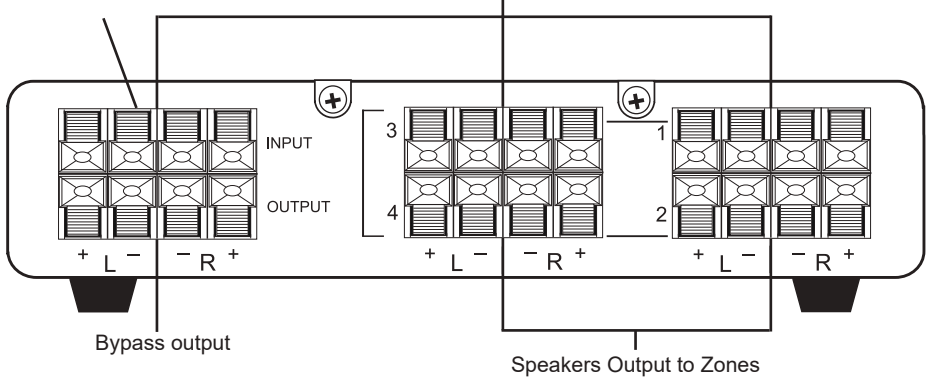 3
INPUT
1
4
OUTPUT
2
+ L − − R +
+ L − − R +
+ L − − R +
Bypass output
Speakers Output to Zones